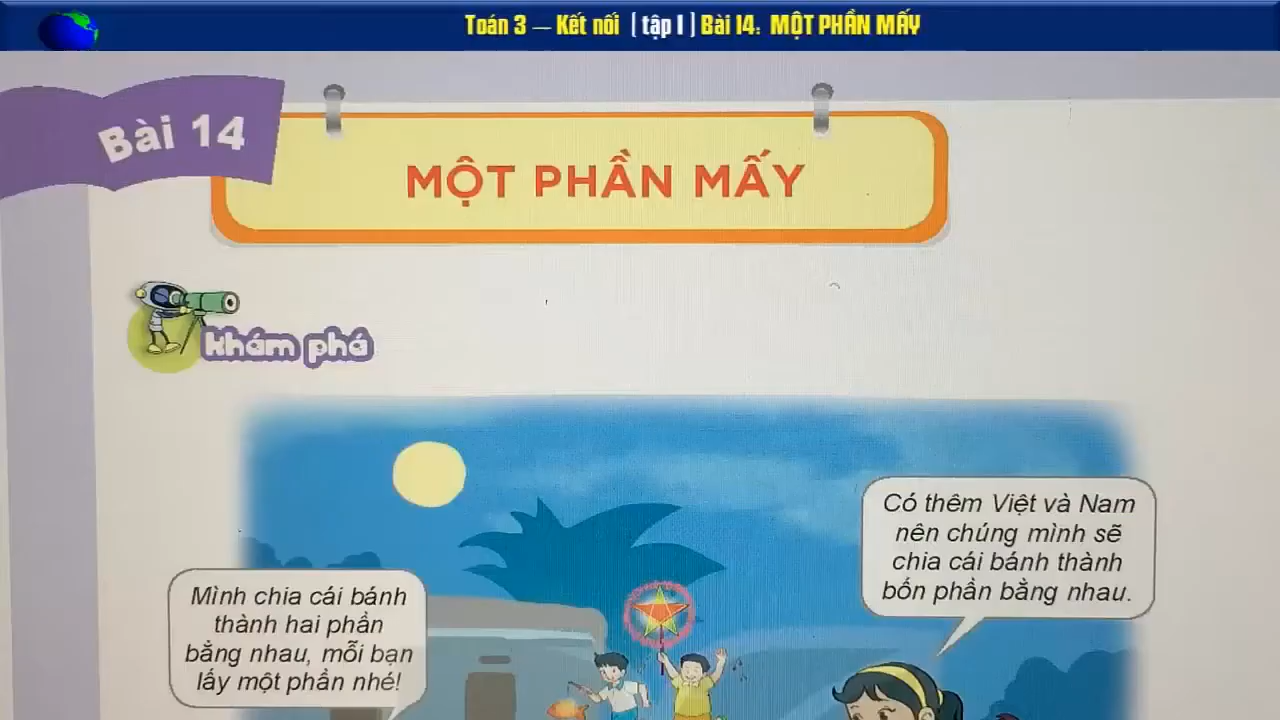 Toán 3 – Kết nối [ tập 1 ] Bài 14: MỘT PHẦN MẤY
Bài 14
MỘT PHẦN MẤY
khám phá
Có thêm Việt và Nam
nên chúng mình sẽ
chia cái bánh thành
bốn phần bằng nhau.
Mình chia cái bánh
thành hai phần
bằng nhau, mỗi bạn
lấy một phần nhé!